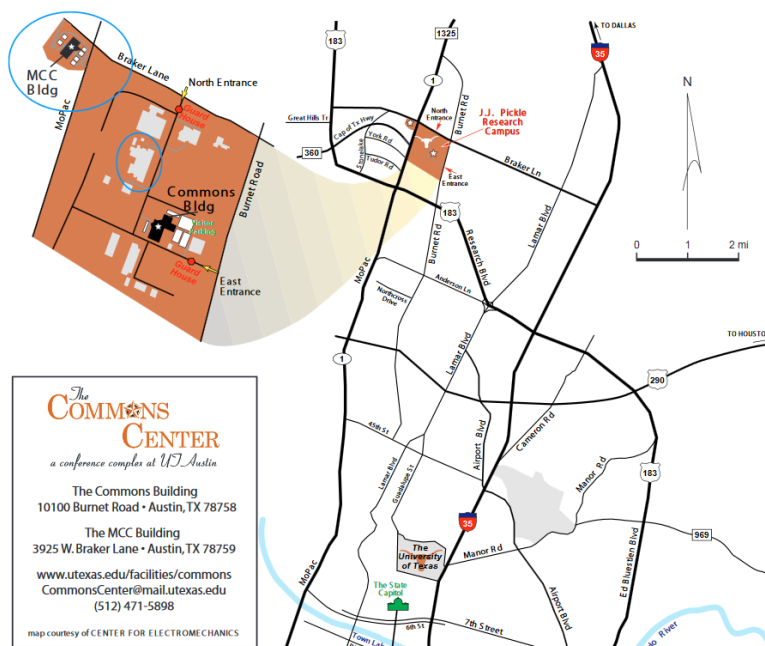 TO DALLAS
183
1325
35
MCC
Bldg
Braker Lane
North Entrance
MoPac
Guard
House
1
N
Burnet Rd
North
Entrance
J.J. Pickle
Research
Campus
Great Hills Tr
Cap of Tx Hwy
York Rd
360
Stonelake
Tudor Rd
Braker Ln
East
Entrance
Commons
Bldg
Visitor
Parking
Burnet Road
Guard
House
East
Entrance
183
Burnet Rd
Research Blvd
Lamar Blvd
0 1 2 mi
MoPac
Anderson Ln
Northcross
Drive
TO HOUSTO
1
Lamar Blvd
290
45th St
Airport Blvd
Cameron Rd
Lamar Blvd
Guadalupe St
Manor Rd
183
35
969
The
University
of Texas
Manor Rd
Ed Bluestien Blvd
MoPac
The State
Capitol
Airport Blvd
6th St
7th Street
Town Lak
do River
The
COMMONS
CENTER
a conference complex at UT Austin
The Commons Building
10100 Burnet Road • Austin, TX 78758
The MCC Building
3925 W. Braker Lane • Austin, TX 78759
www.utexas.edu/facilities/commons
CommonsCenter@mail.utexas.edu
(512) 471-5898
map courtesy of CENTER FOR ELECTROMECHANICS